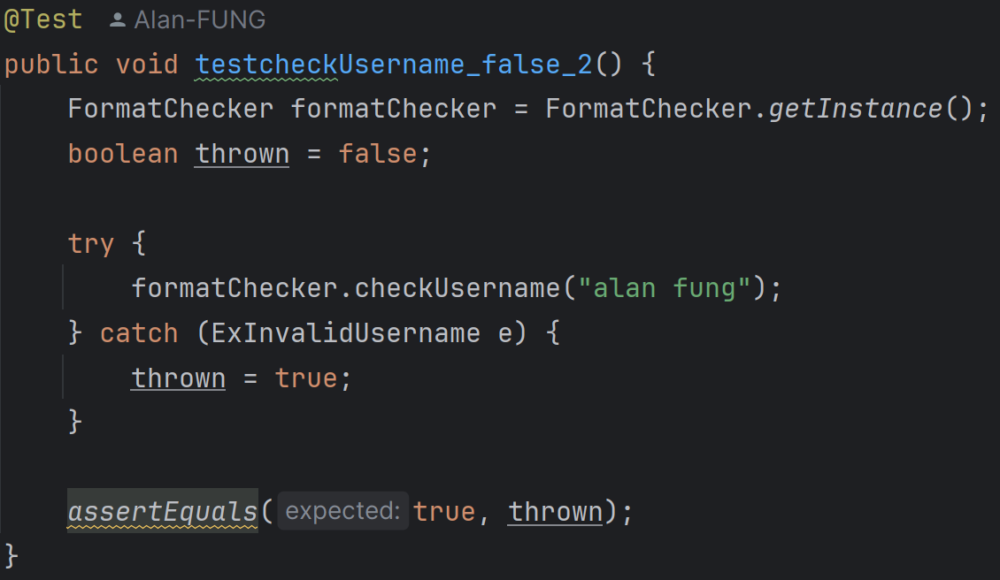 @Test Alan-FUNG
public void testcheckUsername_false_2() {
    FormatChecker formatChecker = FormatChecker.getInstance();
    boolean thrown = false;

    try {
        formatChecker.checkUsername("alan fung");
    } catch (ExInvalidUsername e) {
        thrown = true;
    }

    assertEquals( expected: true, thrown);
}